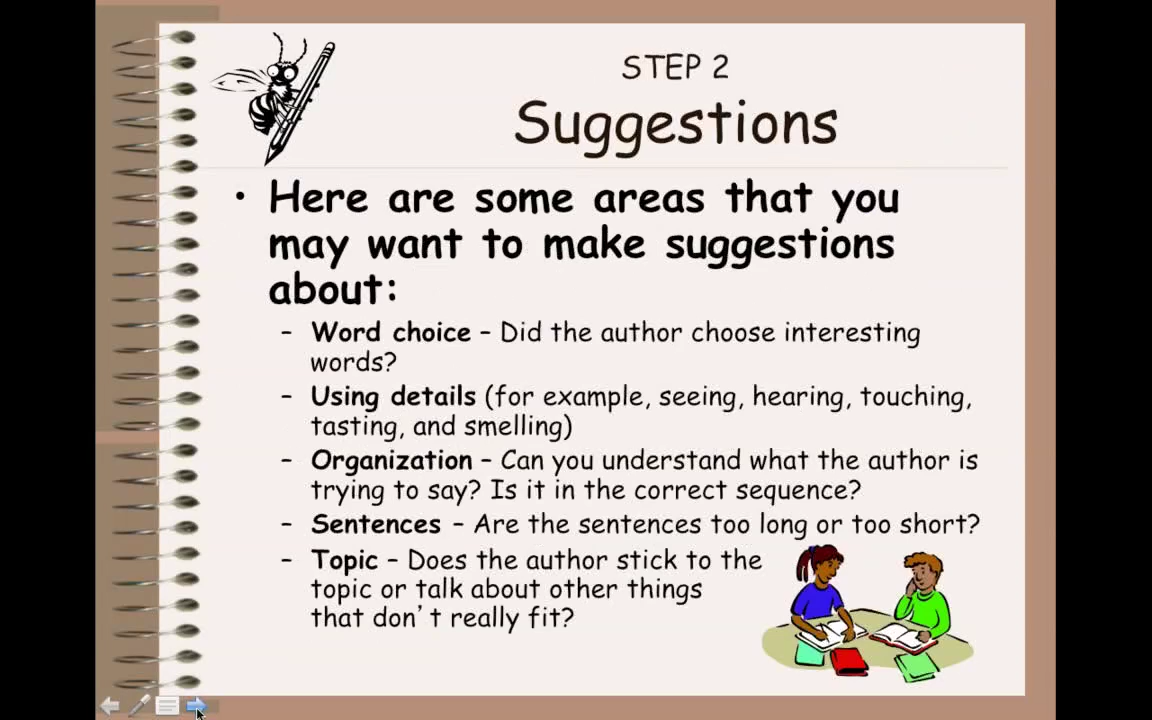 STEP 2
Suggestions
• Here are some areas that you
may want to make suggestions
about:
– Word choice – Did the author choose interesting
words?
– Using details (for example, seeing, hearing, touching,
tasting, and smelling)
– Organization – Can you understand what the author is
trying to say? Is it in the correct sequence?
– Sentences – Are the sentences too long or too short?
– Topic – Does the author stick to the
topic or talk about other things
that don’t really fit?